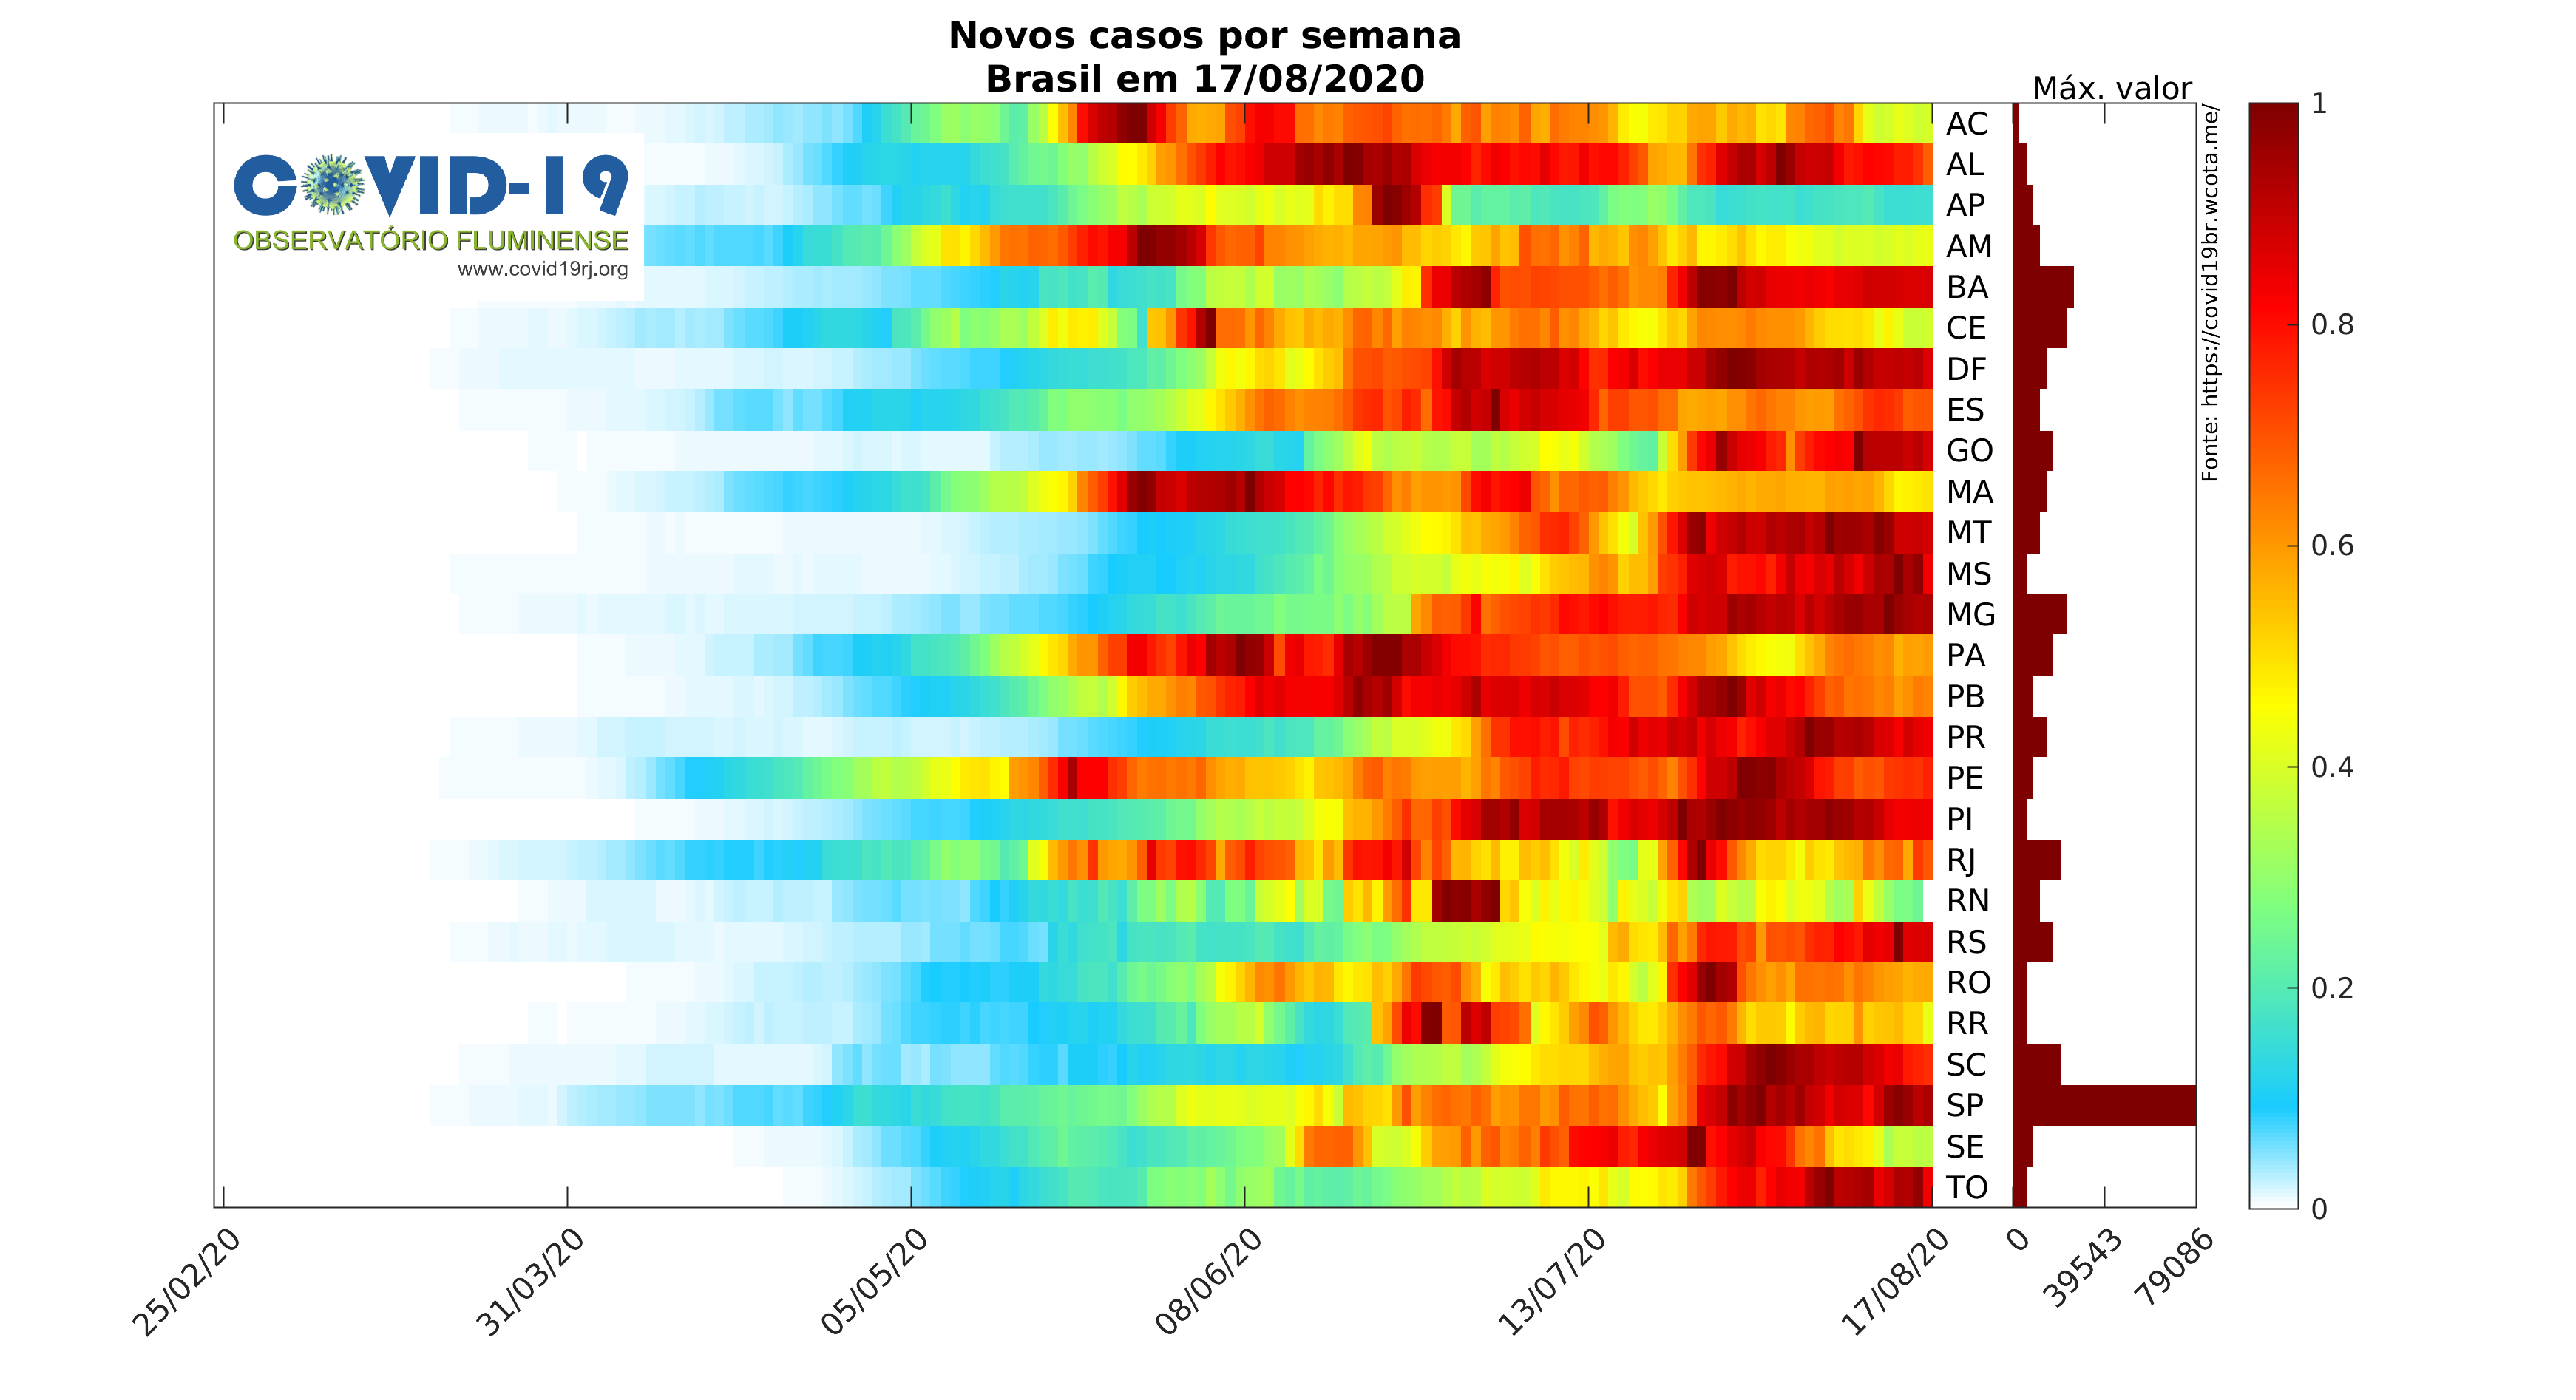 Novos casos por semana
Brasil em 17/08/2020
Máx. valor
COVID-19
OBSERVATÓRIO FLUMINENSE
www.covid19rj.org
AC
AL
AP
AM
BA
CE
DF
ES
GO
MA
MT
MS
MG
PA
PB
PR
PE
PI
RJ
RN
RS
RO
RR
SC
SP
SE
TO
Fonte: https://covid19br.wcota.me/
1
0.8
0.6
0.4
0.2
0
25/02/20
31/03/20
05/05/20
08/06/20
13/07/20
17/08/20
0
39543
79086